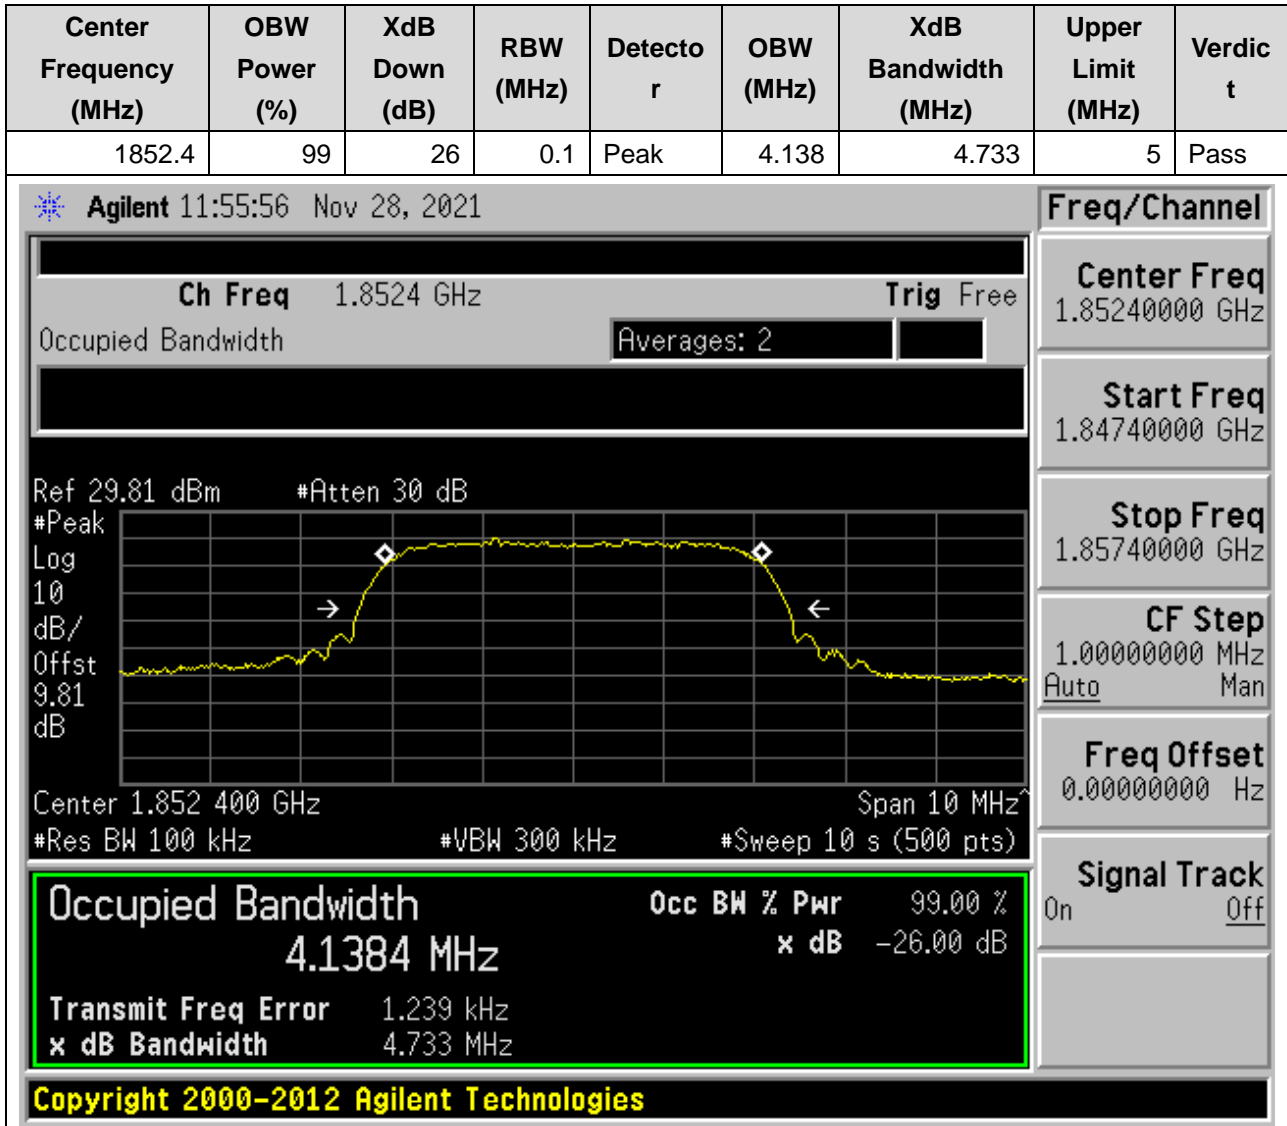 Center Frequency (MHz) OBW Power (%) XdB Down (dB) RBW (MHz) Detecto r OBW (MHz) XdB Bandwidth (MHz) Upper Limit (MHz) Verdic t
1852.4 99 26 0.1 Peak 4.138 4.733 5 Pass
Agilent 11:55:56 Nov 28, 2021
Ch Freq 1.8524 GHz Trig Free
Occupied Bandwidth Averages: 2
Ref 29.81 dBm #Atten 30 dB
#Peak
Log
10
dB/
Offst
9.81
dB
Center 1.852 400 GHz Span 10 MHz^
#Res BW 100 kHz #VBW 300 kHz #Sweep 10 s (500 pts)
Occupied Bandwidth Occ BW % Pwr 99.00 %
4.1384 MHz x dB -26.00 dB
Transmit Freq Error 1.239 kHz
x dB Bandwidth 4.733 MHz
Copyright 2000-2012 Agilent Technologies
Freq/Channel
Center Freq
1.85240000 GHz
Start Freq
1.84740000 GHz
Stop Freq
1.85740000 GHz
CF Step
1.00000000 MHz
Auto Man
Freq Offset
0.00000000 Hz
Signal Track
On Off